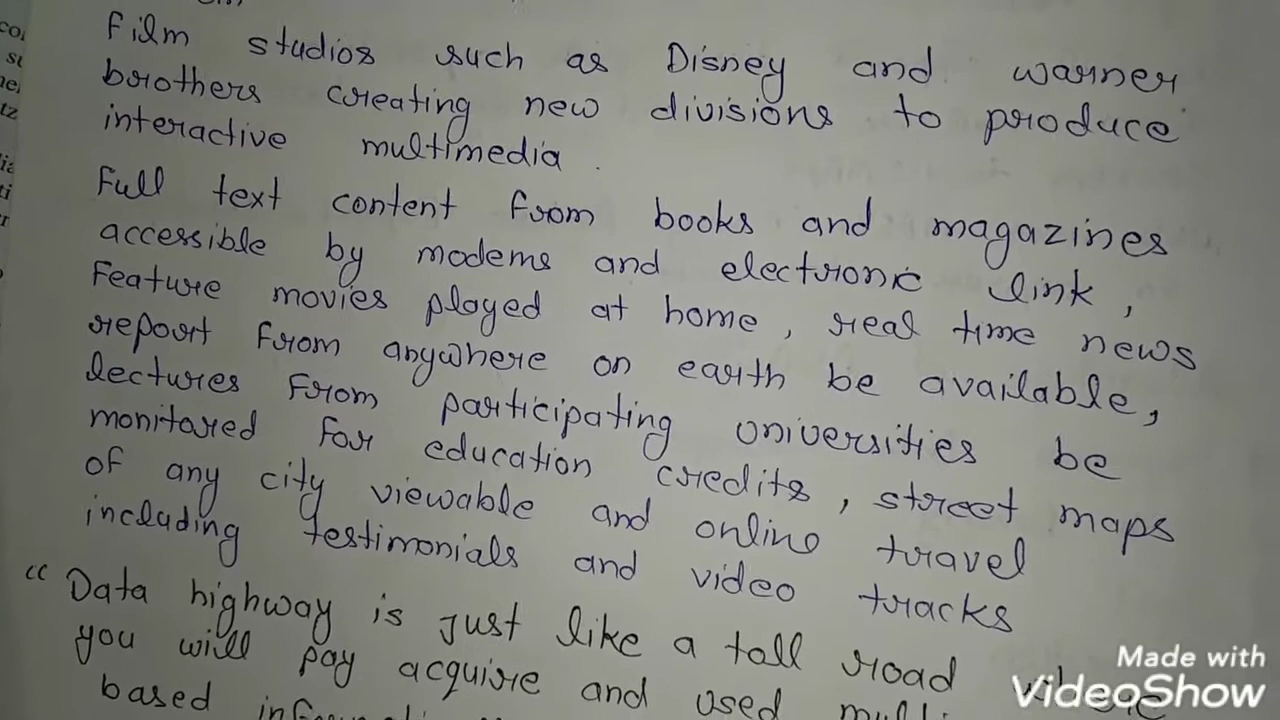 Film studios such as Disney and warner
brothers creating new divisions to produce
interactive multimedia.
Full text content from books and magazines
accessible by modems and electronic link,
Feature movies played at home, real time news
report from anywhere on earth be available,
lectures from participating universities be
monitored for education credits, street maps
of any city viewable and online travel
including testimonials and video tracks
"Data highway is just like a toll road
you will pay acquire and used
based
Made with
VideoShow